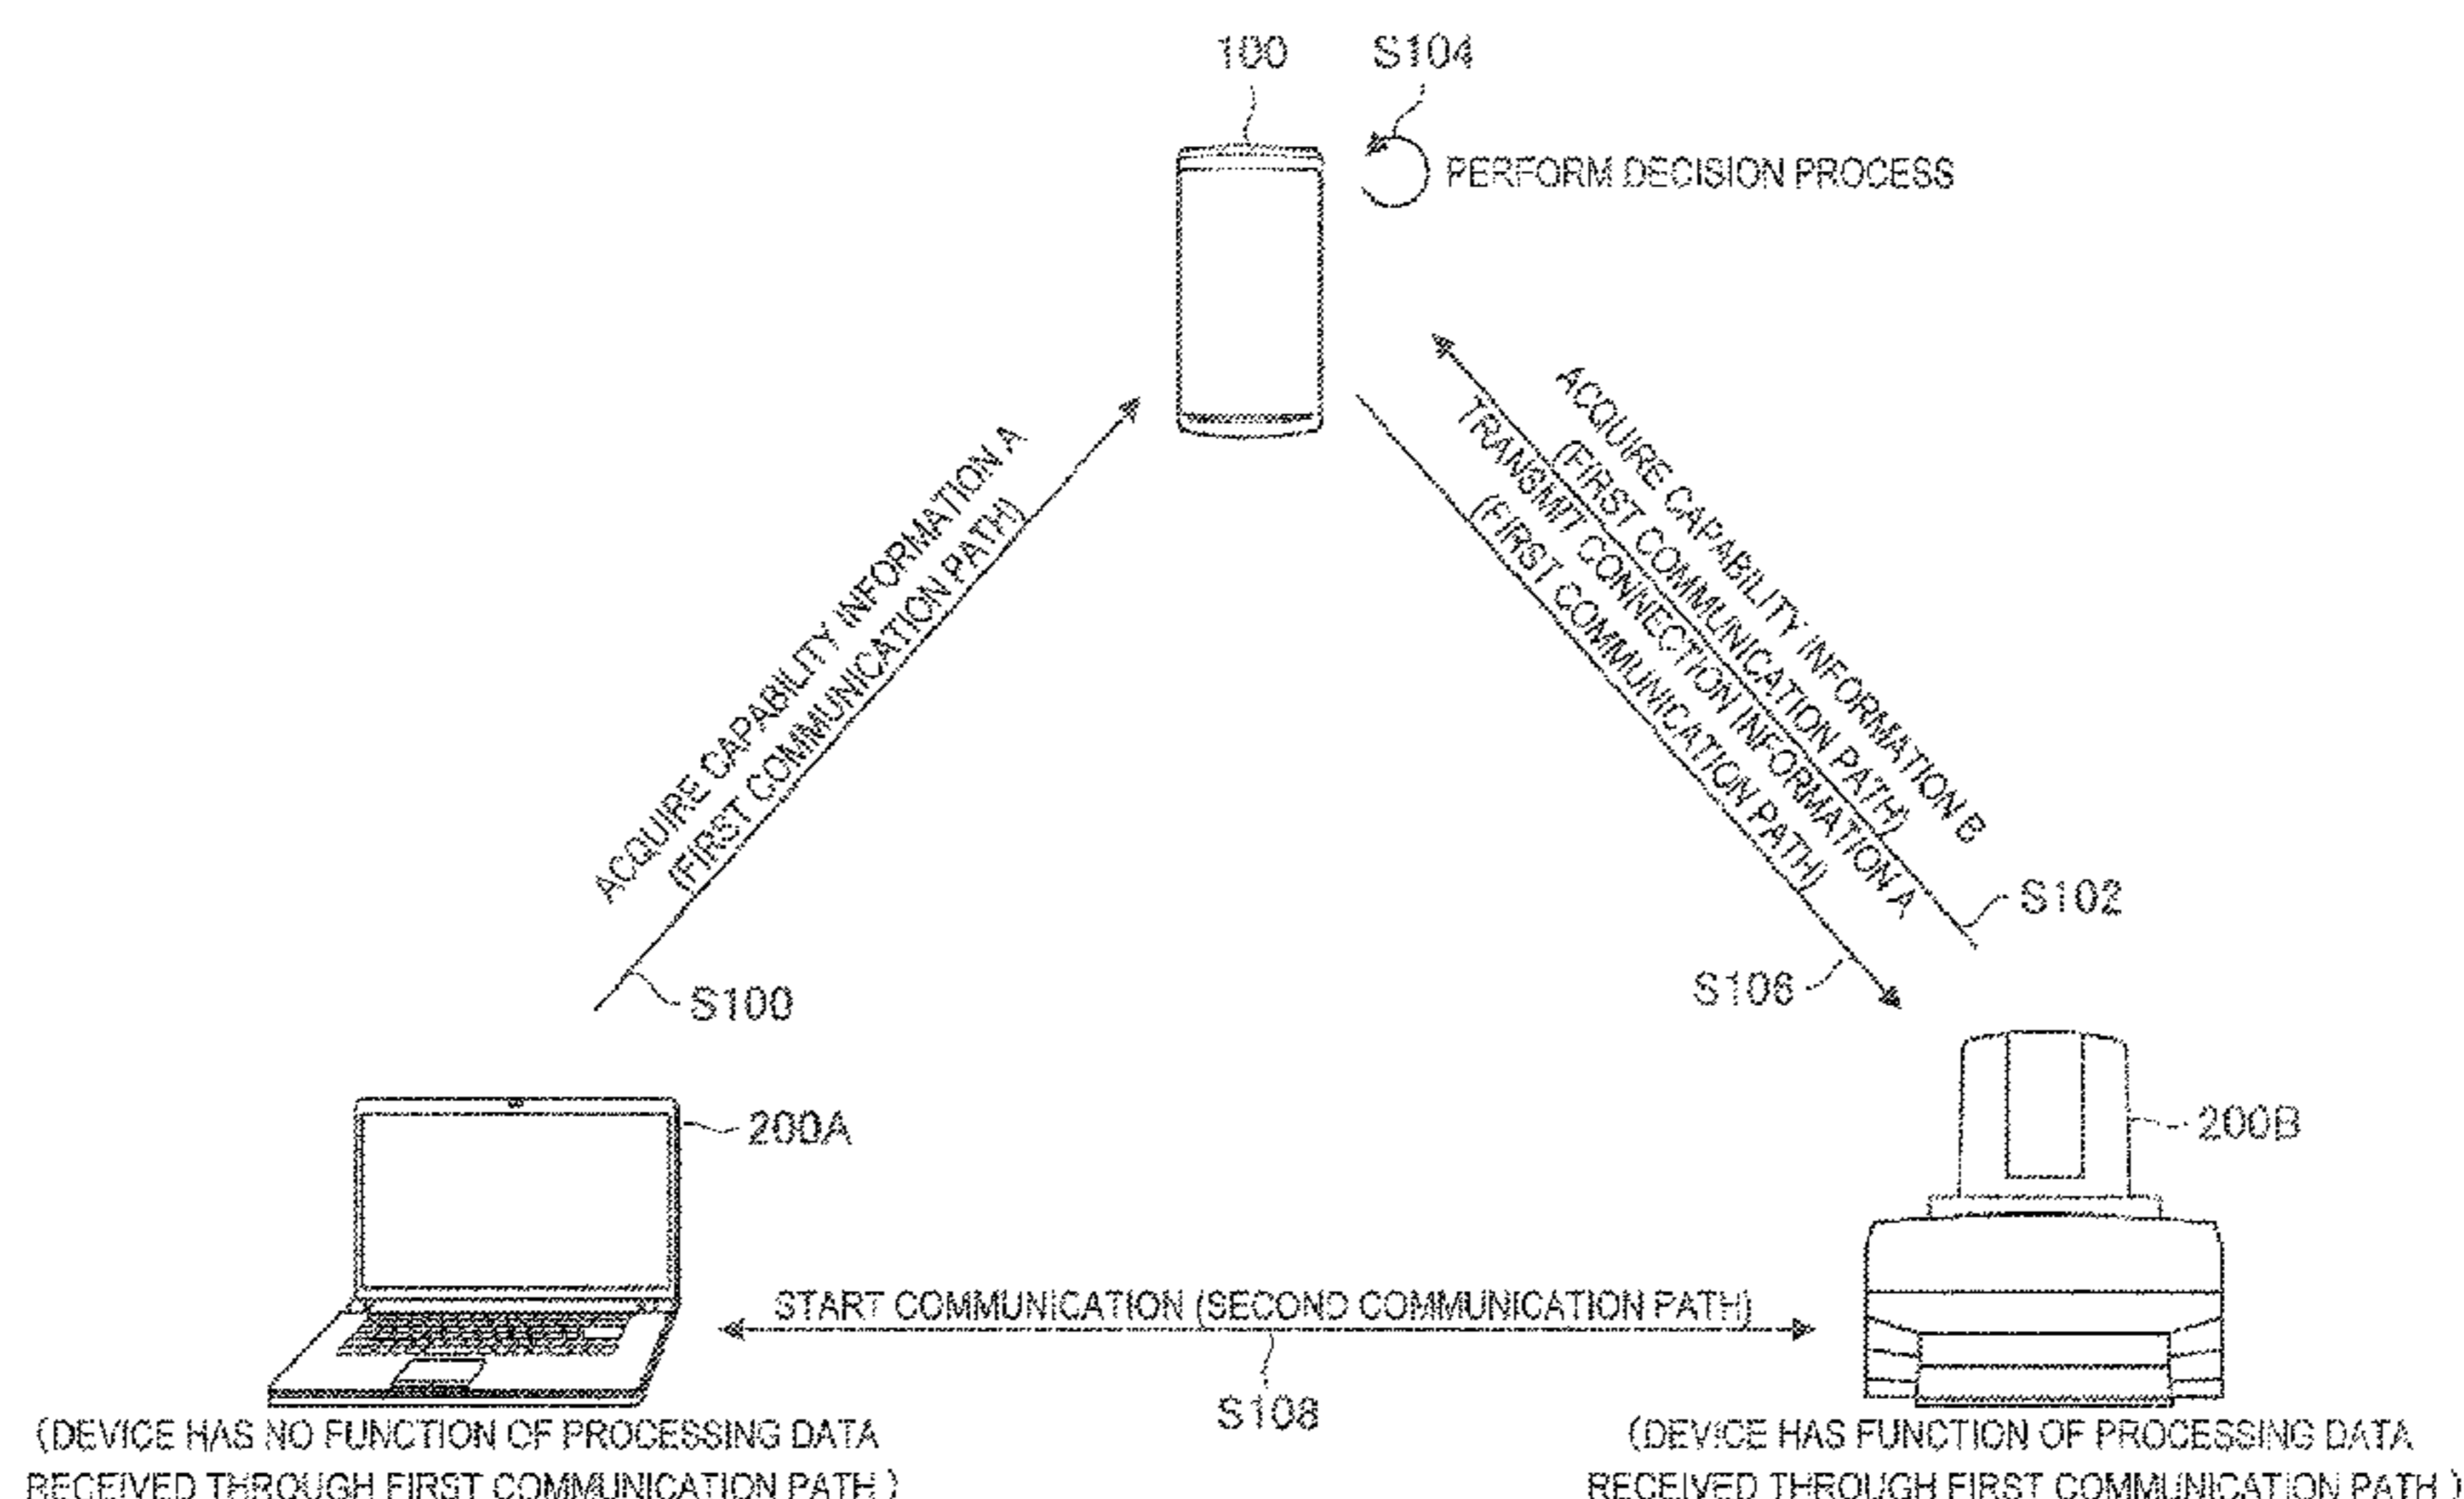 100
S104
PERFORM DECISION PROCESS
ACQUIRE CAPABILITY INFORMATION A
(FIRST COMMUNICATION PATH)
S100
ACQUIRE CAPABILITY INFORMATION B
(FIRST COMMUNICATION PATH)
TRANSMIT CONNECTION INFORMATION A
(FIRST COMMUNICATION PATH)
S102
S106
200A
200B
START COMMUNICATION (SECOND COMMUNICATION PATH)
S108
(DEVICE HAS NO FUNCTION OF PROCESSING DATA
RECEIVED THROUGH FIRST COMMUNICATION PATH )
(DEVICE HAS FUNCTION OF PROCESSING DATA
RECEIVED THROUGH FIRST COMMUNICATION PATH )